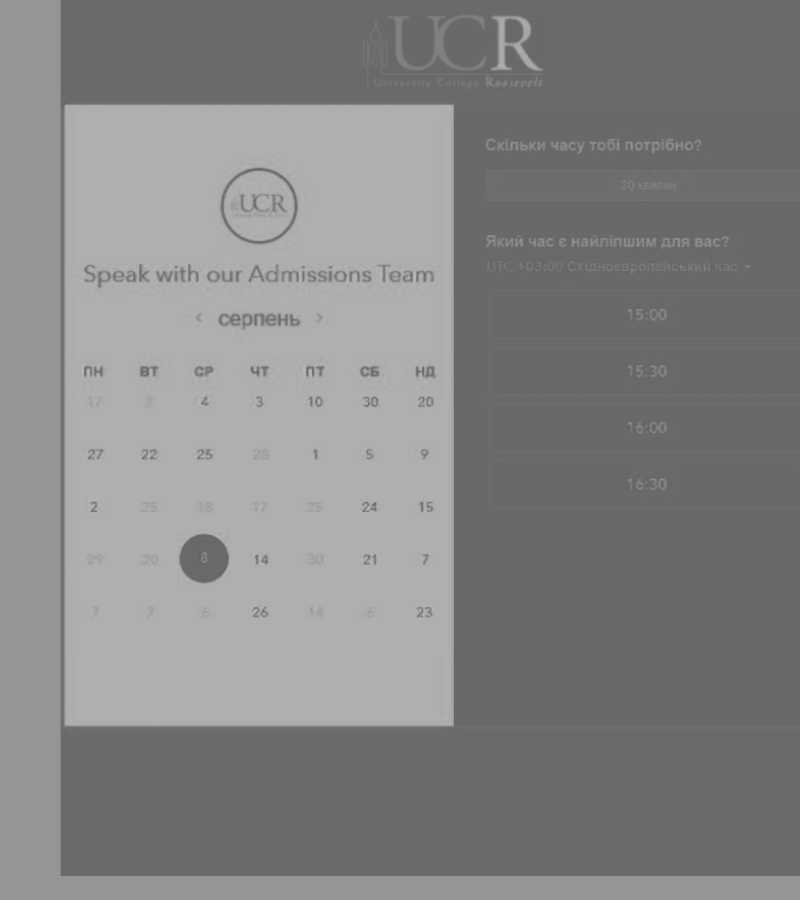 UCR
University College Roosevelt
UCR
Speak with our Admissions Team
< серпень >
ПН ВТ СР ЧТ ПТ СБ НД
17 2 4 3 10 30 20
27 22 25 28 1 5 9
2 25 18 17 25 24 15
29 20 8 14 30 21 7
7 7 6 26 14 6 23
Скільки часу тобі потрібно?
30 хвилин
Який час є найліпшим для вас?
UTC +03:00 Східноєвропейський час
15:00
15:30
16:00
16:30